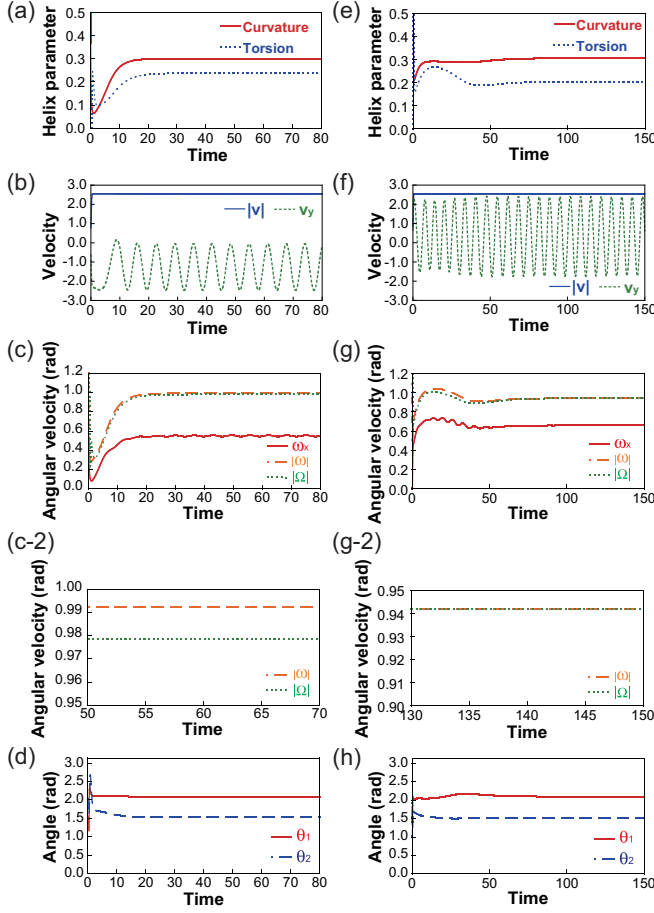 (a)
Helix parameter
0.5
0.4
0.3
0.2
0.1
0.0
Curvature
Torsion
0 10 20 30 40 50 60 70 80
Time
(e)
Helix parameter
0.5
0.4
0.3
0.2
0.1
0.0
Curvature
Torsion
0 50 100 150
Time
(b)
Velocity
3.0
2.0
1.0
0.0
-1.0
-2.0
-3.0
|v| vy
0 10 20 30 40 50 60 70 80
Time
(f)
Velocity
3.0
2.0
1.0
0.0
-1.0
-2.0
-3.0
|v| vy
0 50 100 150
Time
(c)
Angular velocity (rad)
1.2
1.0
0.8
0.6
0.4
0.2
0.0
ωx
|ω|
|Ω|
0 10 20 30 40 50 60 70 80
Time
(g)
Angular velocity (rad)
1.2
1.0
0.8
0.6
0.4
0.2
0.0
ωx
|ω|
|Ω|
0 50 100 150
Time
(c-2)
Angular velocity (rad)
1.00
0.99
0.98
0.97
0.96
0.95
|ω|
|Ω|
50 55 60 65 70
Time
(g-2)
Angular velocity (rad)
0.95
0.94
0.93
0.92
0.91
0.90
|ω|
|Ω|
130 135 140 145 150
Time
(d)
Angle (rad)
3.0
2.5
2.0
1.5
1.0
0.5
0.0
θ1
θ2
0 10 20 30 40 50 60 70 80
Time
(h)
Angle (rad)
3.0
2.5
2.0
1.5
1.0
0.5
0.0
θ1
θ2
0 50 100 150
Time